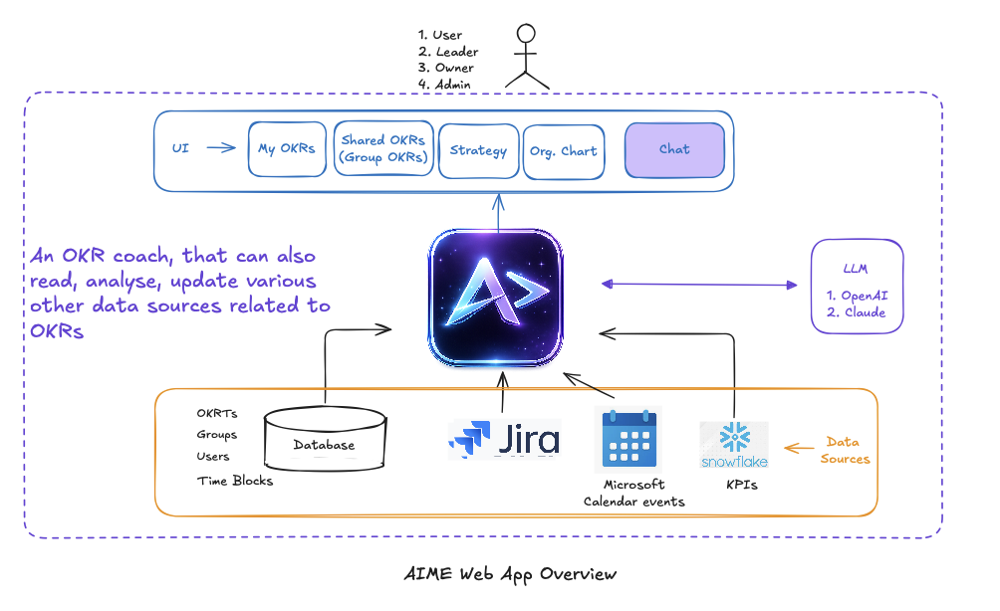 1. User
2. Leader
3. Owner
4. Admin
UI
My OKRs
Shared OKRs
(Group OKRs)
Strategy
Org. Chart
Chat
An OKR coach, that can also
read, analyse, update various
other data sources related to
OKRs
LLM
1. OpenAI
2. Claude
OKRTs
Groups
Users
Time Blocks
Database
Jira
Microsoft
Calendar events
snowflake
KPIs
Data
Sources
AIME Web App Overview